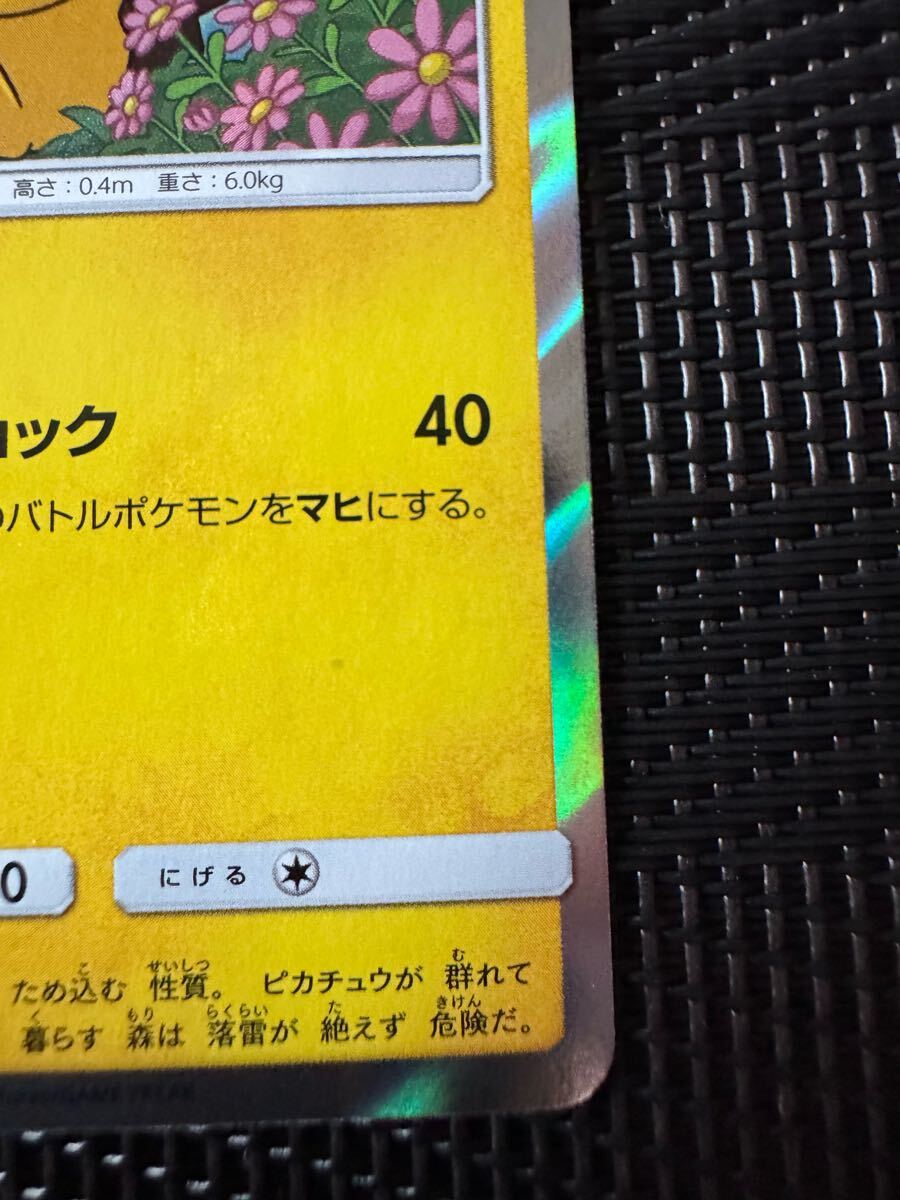 高さ：0.4m 重さ：6.0kg
ョック 40
のバトルポケモンをマヒにする。
0 にげる
ため込む 性質。 ピカチュウが 群れて
暮らす 森は 落雷が 絶えず 危険だ。